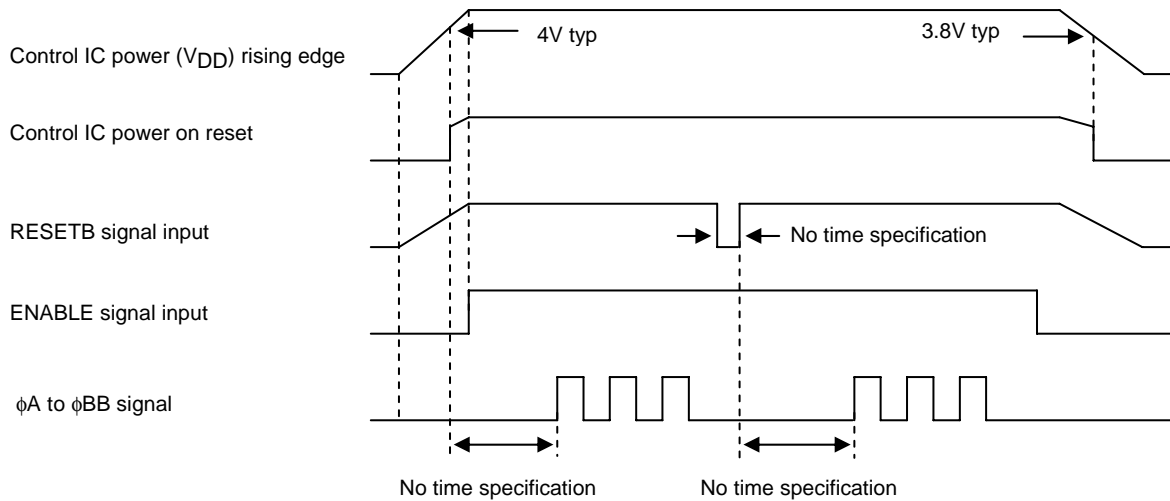 4V typ
3.8V typ
Control IC power (VDD) rising edge
Control IC power on reset
RESETB signal input
No time specification
ENABLE signal input
ϕA to ϕBB signal
No time specification
No time specification